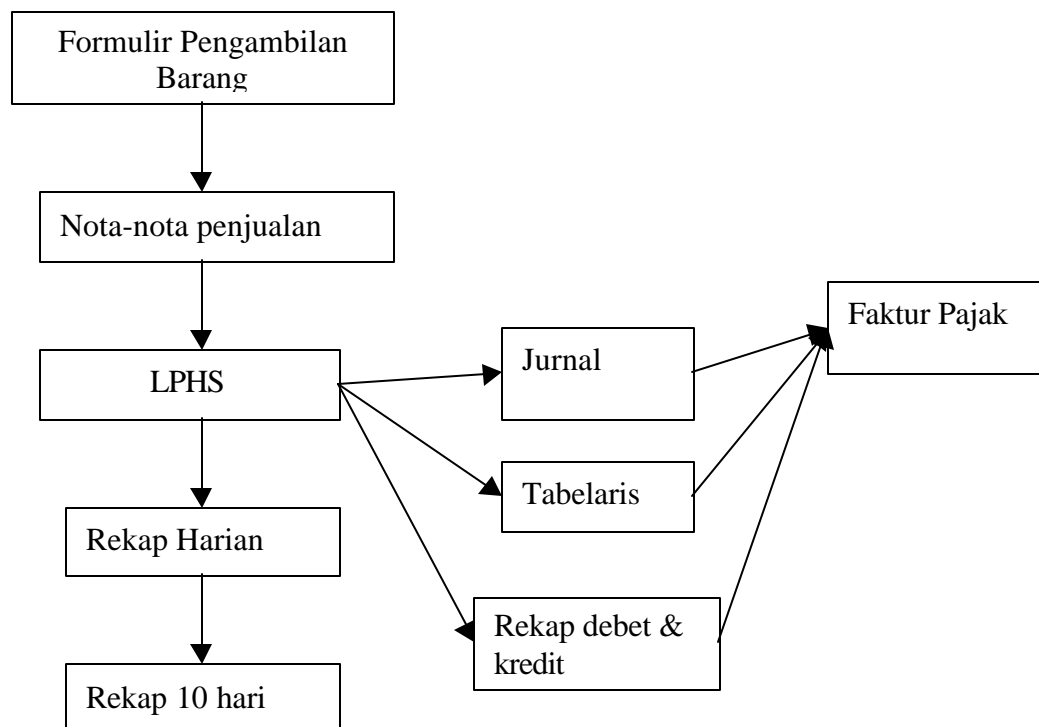 Formulir Pengambilan
Barang
Nota-nota penjualan
Faktur Pajak
LPHS
Jurnal
Tabelaris
Rekap Harian
Rekap debet &
kredit
Rekap 10 hari